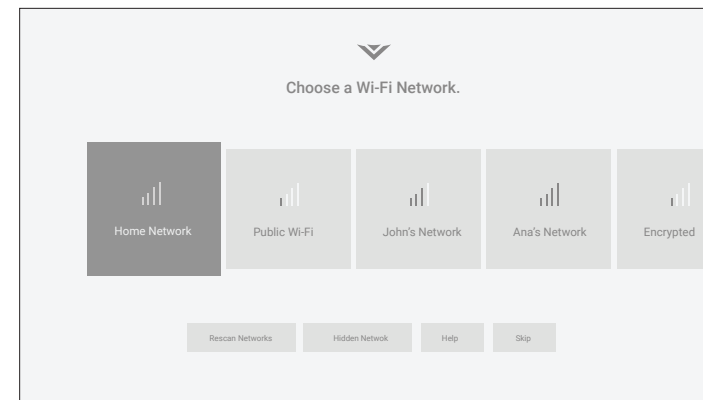 Choose a Wi-Fi Network.
Home Network
Public Wi-Fi
John's Network
Ana's Network
Encrypted
Rescan Networks
Hidden Netwok
Help
Skip